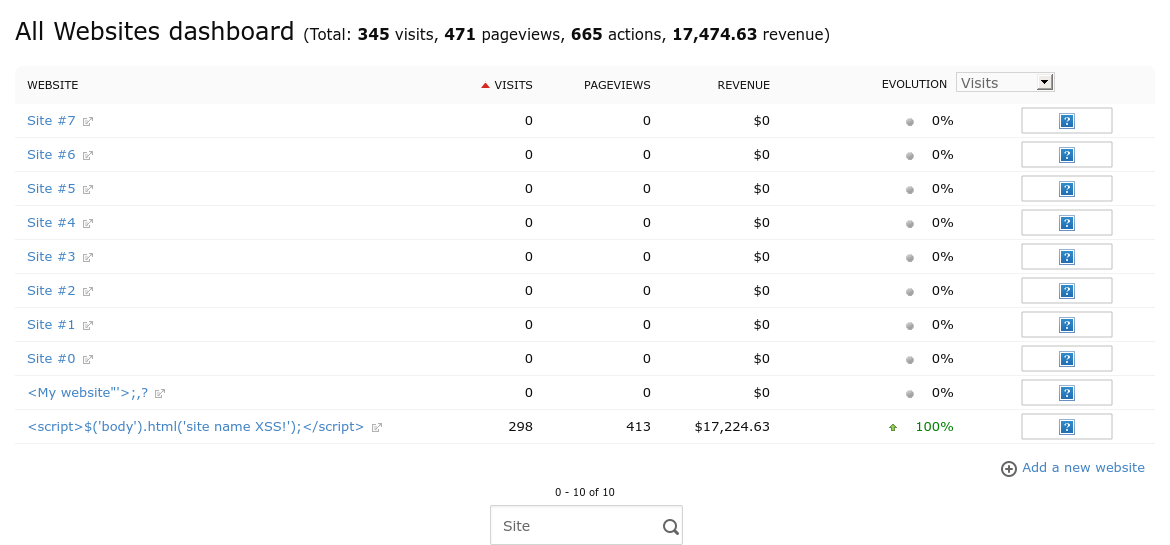 All Websites dashboard (Total: 345 visits, 471 pageviews, 665 actions, 17,474.63 revenue)
WEBSITE VISITS PAGEVIEWS REVENUE EVOLUTION Visits
Site #7 0 0 $0 0% ?
Site #6 0 0 $0 0% ?
Site #5 0 0 $0 0% ?
Site #4 0 0 $0 0% ?
Site #3 0 0 $0 0% ?
Site #2 0 0 $0 0% ?
Site #1 0 0 $0 0% ?
Site #0 0 0 $0 0% ?
<My website"'>;,? 0 0 $0 0% ?
<script>$('body').html('site name XSS!');</script> 298 413 $17,224.63 100% ?
Add a new website
0 - 10 of 10
Site